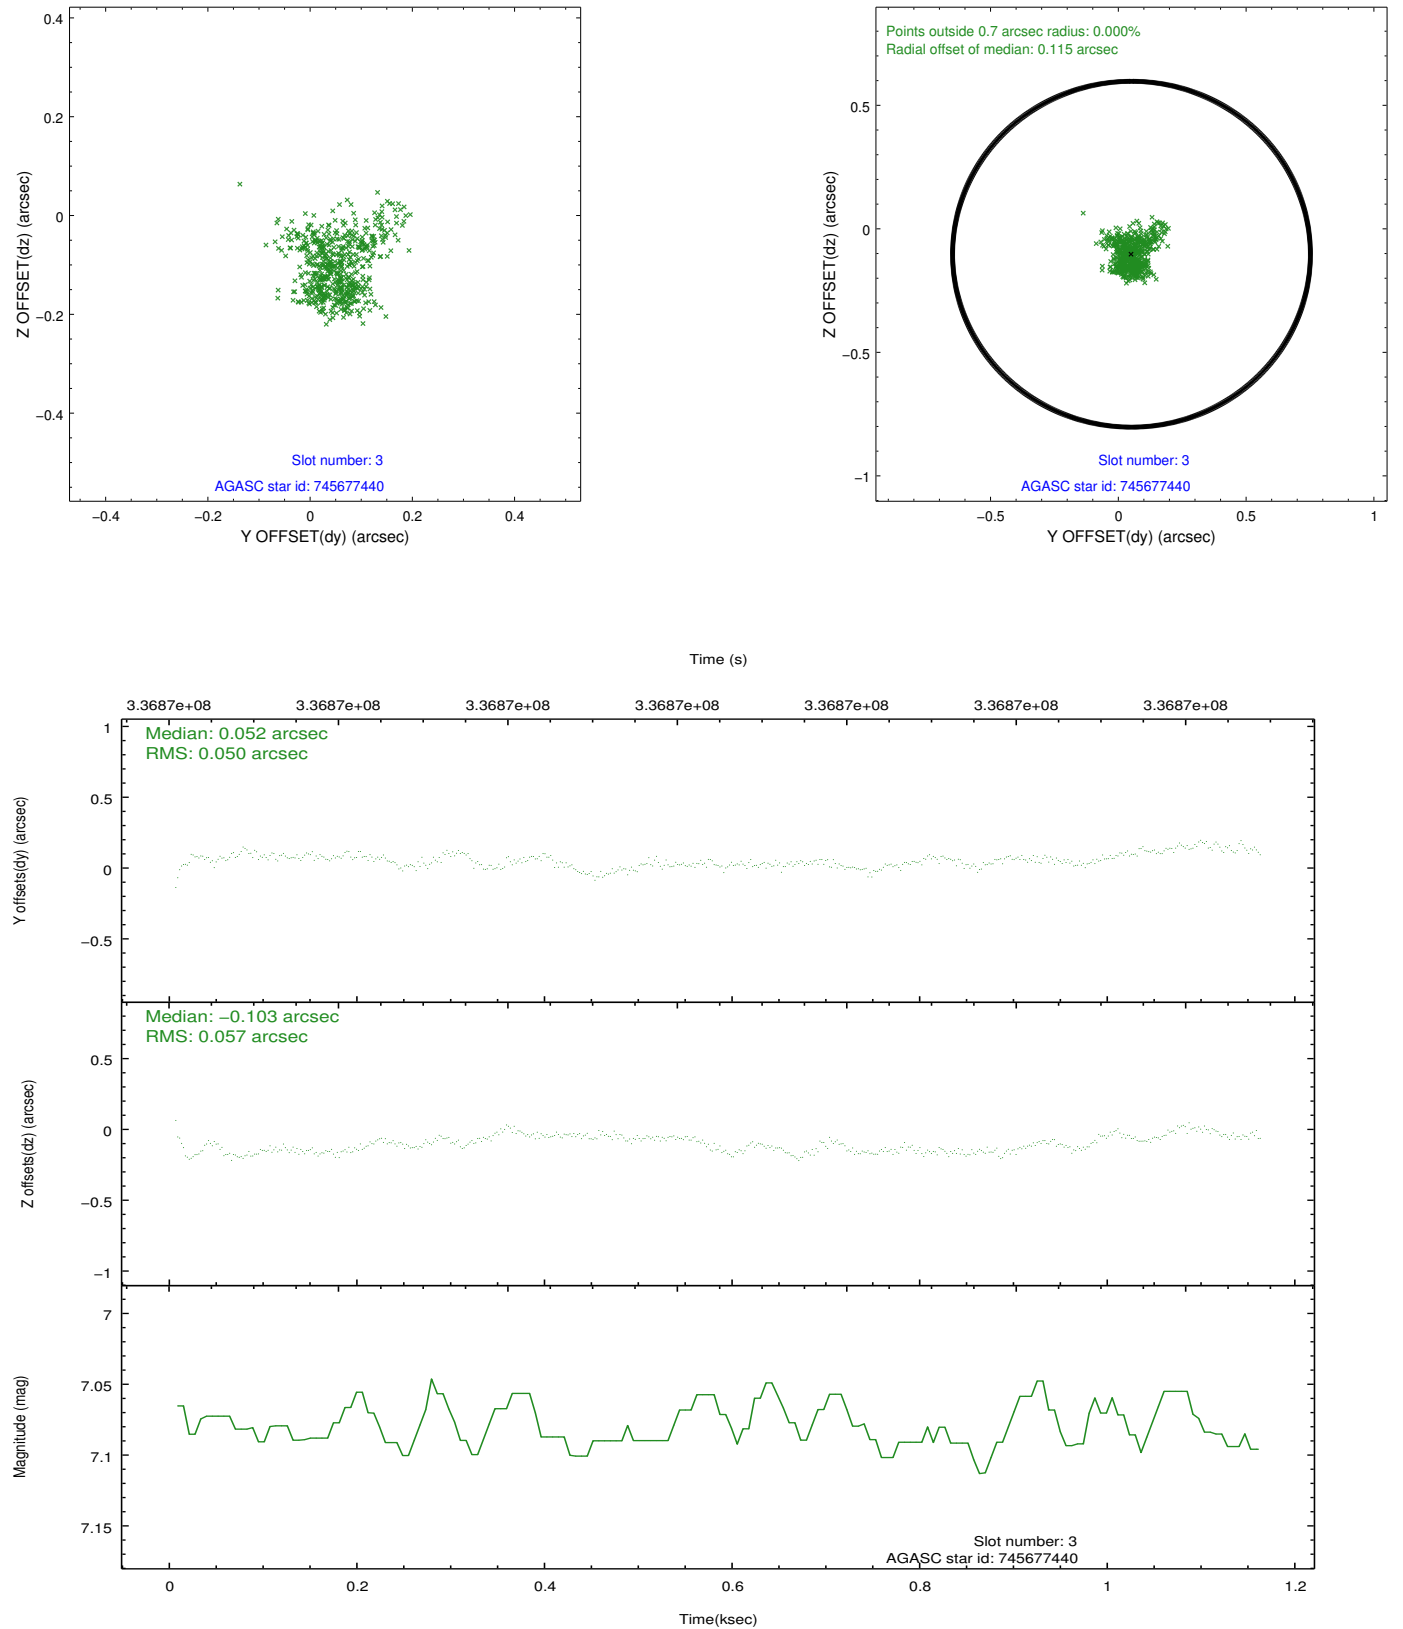 0.4
0.2
0
−0.2
−0.4
Z OFFSET(dz) (arcsec)
Slot number: 3
AGASC star id: 745677440
−0.4 −0.2 0 0.2 0.4
Y OFFSET(dy) (arcsec)
Points outside 0.7 arcsec radius: 0.000%
Radial offset of median: 0.115 arcsec
0.5
0
−0.5
−1
Z OFFSET(dz) (arcsec)
Slot number: 3
AGASC star id: 745677440
−0.5 0 0.5 1
Y OFFSET(dy) (arcsec)
Time (s)
3.3687e+08 3.3687e+08 3.3687e+08 3.3687e+08 3.3687e+08 3.3687e+08 3.3687e+08
Median: 0.052 arcsec
RMS: 0.050 arcsec
1
0.5
0
−0.5
Y offsets(dy) (arcsec)
Median: −0.103 arcsec
RMS: 0.057 arcsec
0.5
0
−0.5
−1
Z offsets(dz) (arcsec)
7
7.05
7.1
7.15
Magnitude (mag)
Slot number: 3
AGASC star id: 745677440
0 0.2 0.4 0.6 0.8 1 1.2
Time(ksec)